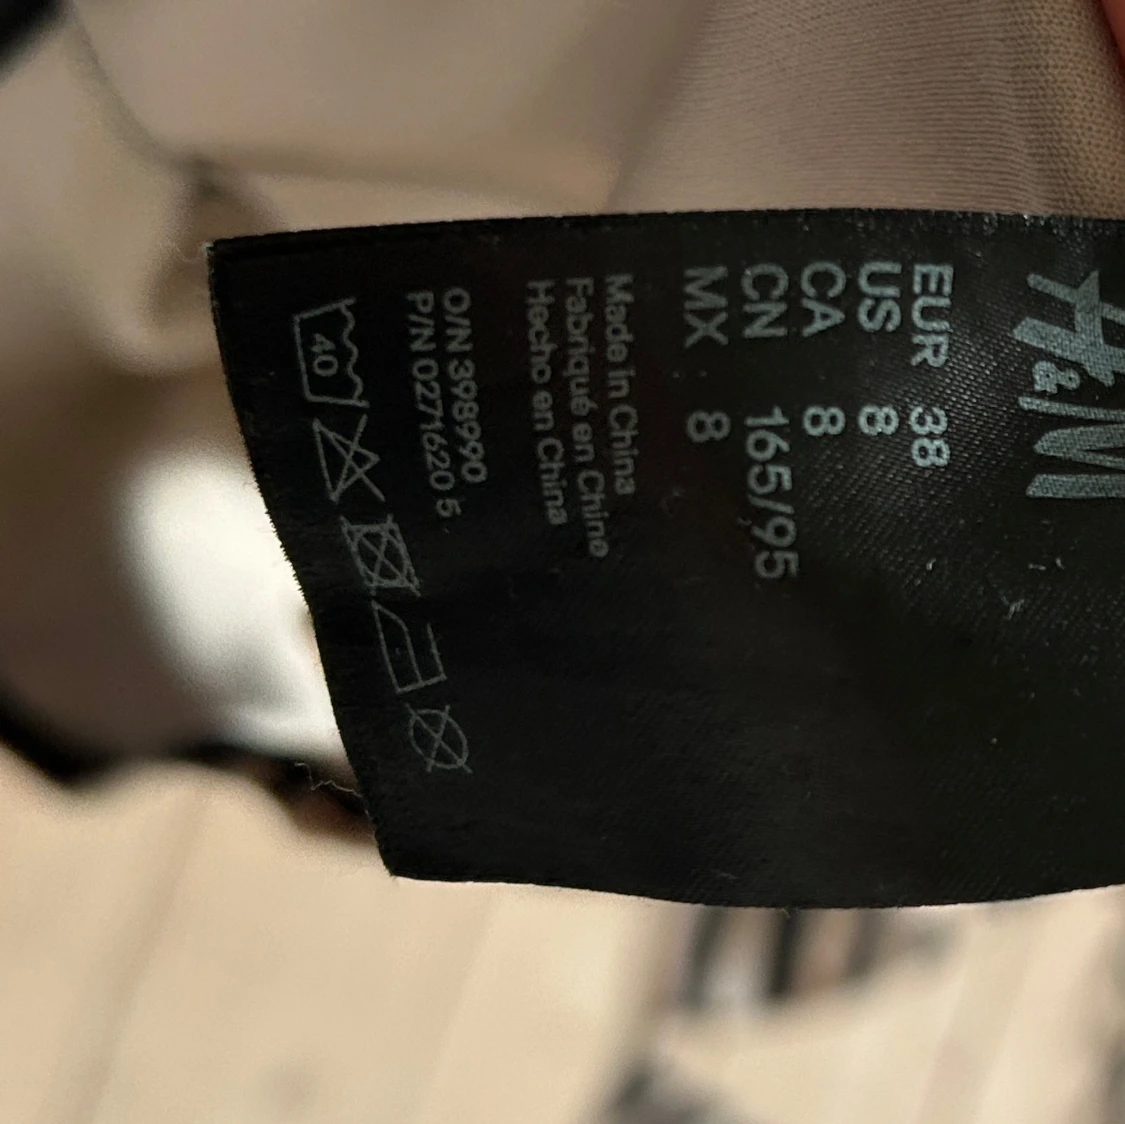 H&M
EUR 38
US 8
CA 8
CN 165/95
MX 8
Made in China
Fabriqué en Chine
Hecho en China
O/N 398990
P/N 0271620 5
40